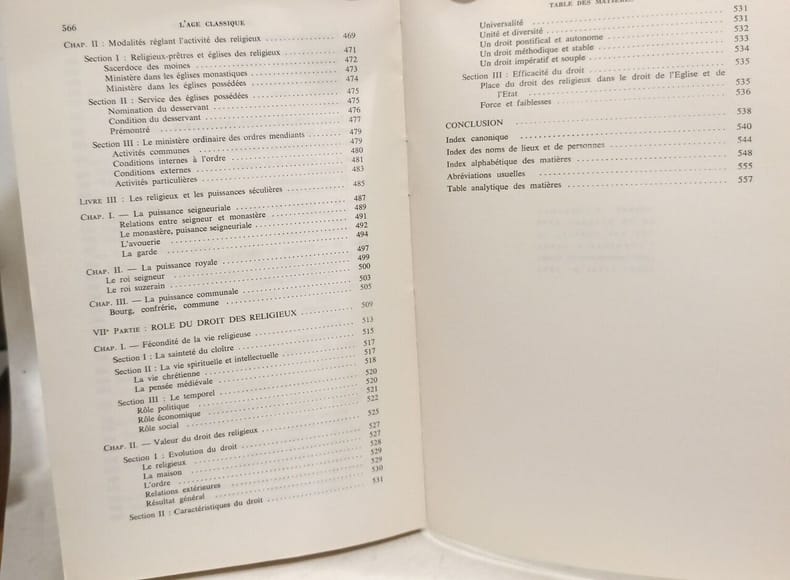 566
L'AGE CLASSIQUE
CHAP. II : Modalités réglant l'activité des religieux 469
Section I : Religieux-prêtres et églises des religieux 471
Sacerdoce des moines 472
Ministère dans les églises monastiques 473
Ministère dans les églises possédées 474
Section II : Service des églises possédées 475
Nomination du desservant 475
Condition du desservant 476
Prémontré 477
Section III : Le ministère ordinaire des ordres mendiants 479
Activités communes 479
Conditions internes à l'ordre 480
Conditions externes 481
Activités particulières 483
LIVRE III : Les religieux et les puissances séculières 485
CHAP. I. — La puissance seigneuriale 487
Relations entre seigneur et monastère 489
Le monastère, puisance seigneuriale 491
L'avouerie 492
La garde 494
CHAP. II. — La puissance royale 497
Le roi seigneur 499
Le roi suzerain 500
CHAP. III. — La puissance communale 503
Bourg, confrérie, commune 505
VIIe PARTIE : ROLE DU DROIT DES RELIGIEUX 509
CHAP. I. — Fécondité de la vie religieuse 513
Section I : La sainteté du cloître 515
Section II : La vie spirituelle et intellectuelle 517
La vie chrétienne 517
La pensée médiévale 518
Section III : Le temporel 520
Rôle politique 520
Rôle économique 521
Rôle social 522
CHAP. II. — Valeur du droit des religieux 525
Section I : Evolution du droit 527
Le religieux 527
La maison 528
L'ordre 529
Relations extérieures 529
Résultat général 530
Section II : Caractéristiques du droit 531
TABLE DES MATIÈRES
Universalité 531
Unité et diversité 531
Un droit pontifical et autonome 532
Un droit méthodique et stable 533
Un droit impératif et souple 534
Section III : Efficacité du droit 535
Place du droit des religieux dans le droit de l'Eglise et de
l'Etat 535
Force et faiblesses 536
CONCLUSION 538
Index canonique 540
Index des noms de lieux et de personnes 544
Index alphabétique des matières 548
Abréviations usuelles 555
Table analytique des matières 557